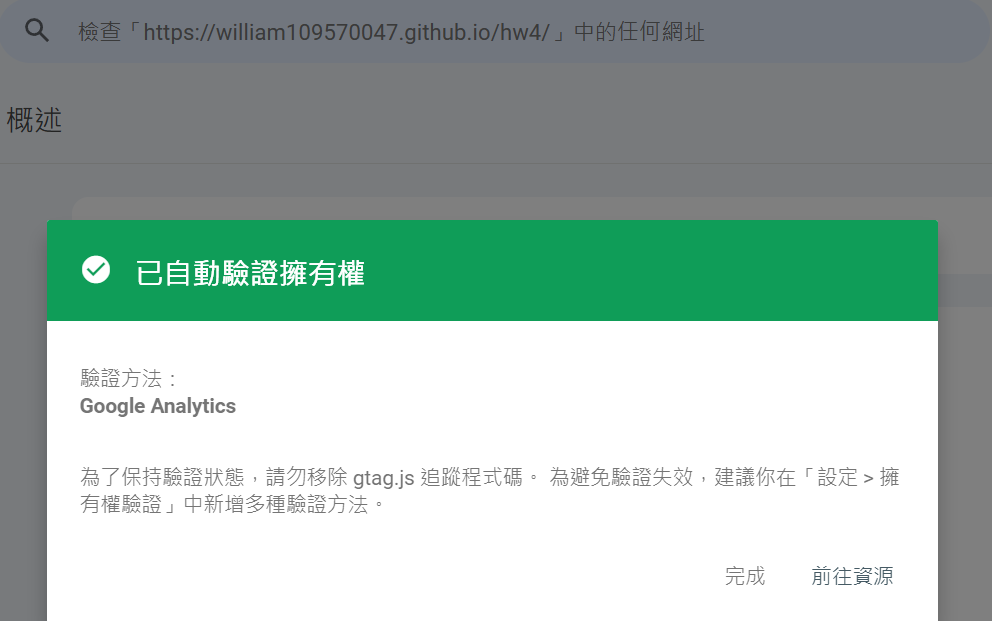 檢查「https://william109570047.github.io/hw4/」中的任何網址
概述
已自動驗證擁有權
驗證方法：
Google Analytics
為了保持驗證狀態，請勿移除 gtag.js 追蹤程式碼。 為避免驗證失效，建議你在「設定 > 擁
有權驗證」中新增多種驗證方法。
完成 前往資源